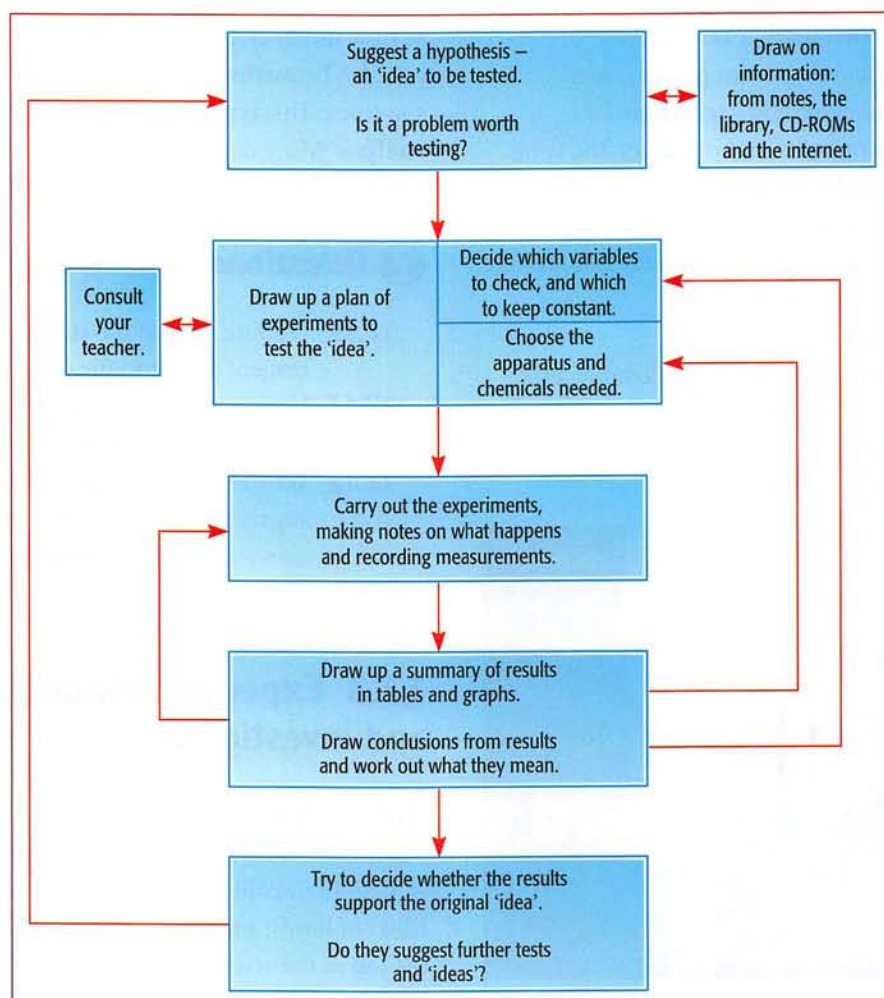 Suggest a hypothesis –
an ‘idea’ to be tested.
Is it a problem worth
testing?
Draw on
information:
from notes, the
library, CD-ROMs
and the internet.
Consult
your
teacher.
Draw up a plan of
experiments to
test the ‘idea’.
Decide which variables
to check, and which
to keep constant.
Choose the
apparatus and
chemicals needed.
Carry out the experiments,
making notes on what happens
and recording measurements.
Draw up a summary of results
in tables and graphs.
Draw conclusions from results
and work out what they mean.
Try to decide whether the results
support the original ‘idea’.
Do they suggest further tests
and ‘ideas’?